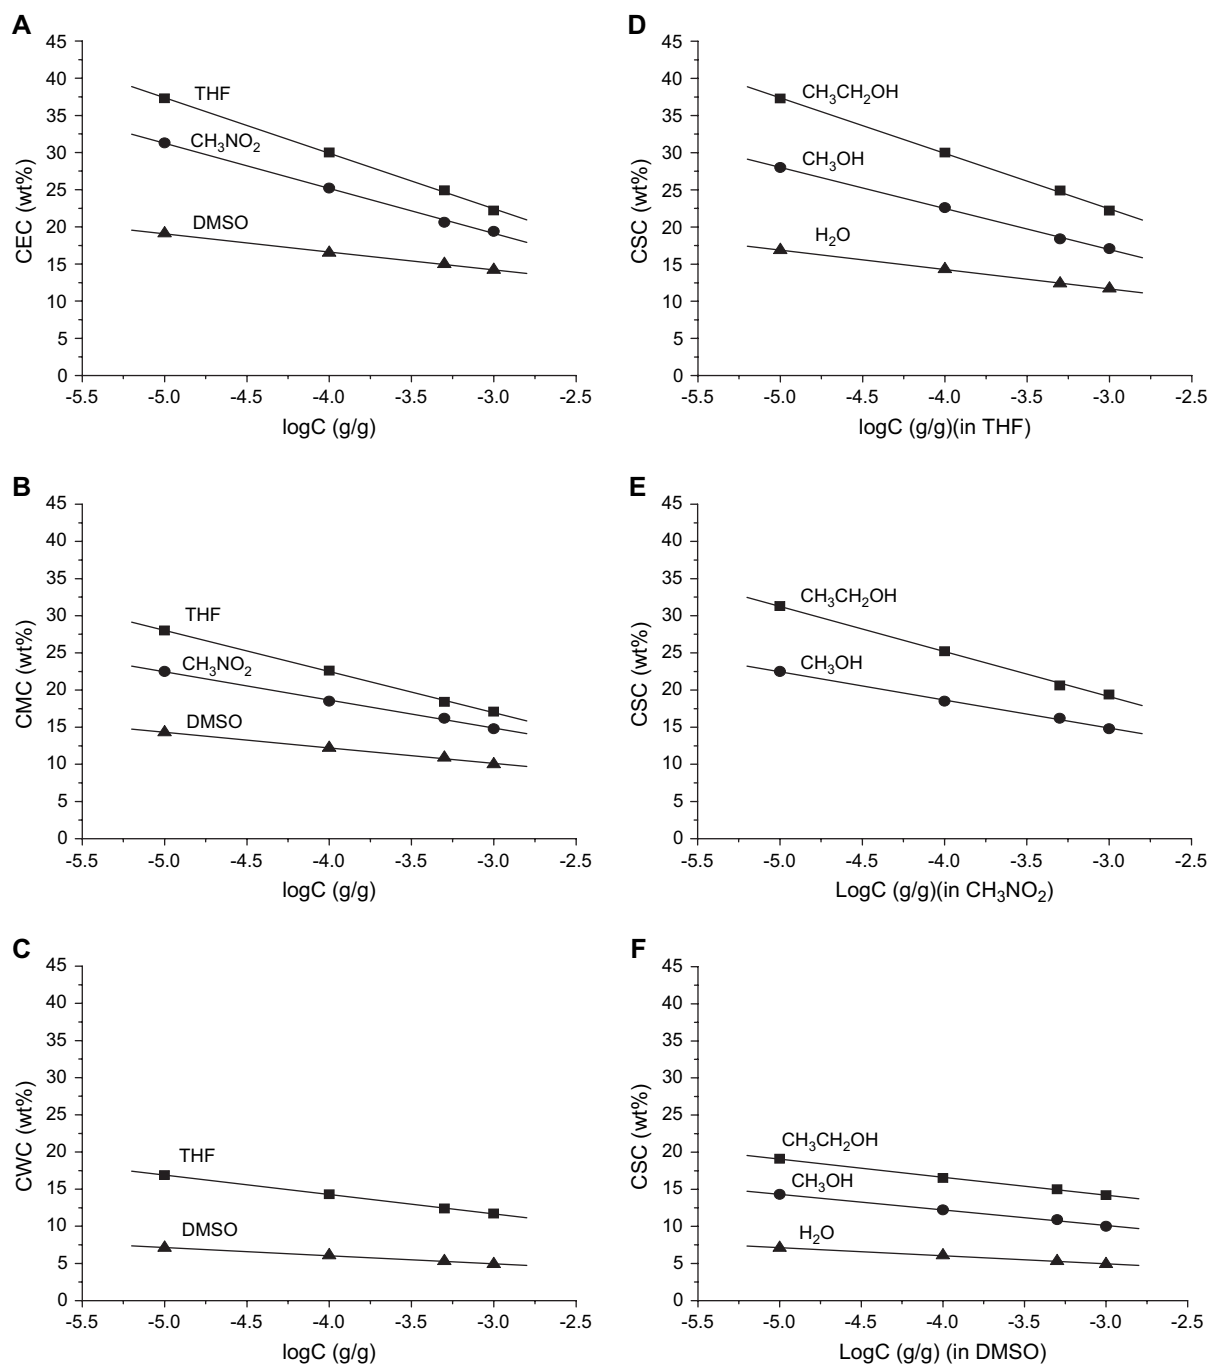 A
45
40
35
30
25
20
15
10
5
0
CEC (wt%)
THF
CH₃NO₂
DMSO
-5.5 -5.0 -4.5 -4.0 -3.5 -3.0 -2.5
logC (g/g)
D
45
40
35
30
25
20
15
10
5
0
CSC (wt%)
CH₃CH₂OH
CH₃OH
H₂O
-5.5 -5.0 -4.5 -4.0 -3.5 -3.0 -2.5
logC (g/g)(in THF)
B
45
40
35
30
25
20
15
10
5
0
CMC (wt%)
THF
CH₃NO₂
DMSO
-5.5 -5.0 -4.5 -4.0 -3.5 -3.0 -2.5
logC (g/g)
E
45
40
35
30
25
20
15
10
5
0
CSC (wt%)
CH₃CH₂OH
CH₃OH
-5.5 -5.0 -4.5 -4.0 -3.5 -3.0 -2.5
LogC (g/g)(in CH₃NO₂)
C
45
40
35
30
25
20
15
10
5
0
CWC (wt%)
THF
DMSO
-5.5 -5.0 -4.5 -4.0 -3.5 -3.0 -2.5
logC (g/g)
F
45
40
35
30
25
20
15
10
5
0
CSC (wt%)
CH₃CH₂OH
CH₃OH
H₂O
-5.5 -5.0 -4.5 -4.0 -3.5 -3.0 -2.5
LogC (g/g) (in DMSO)